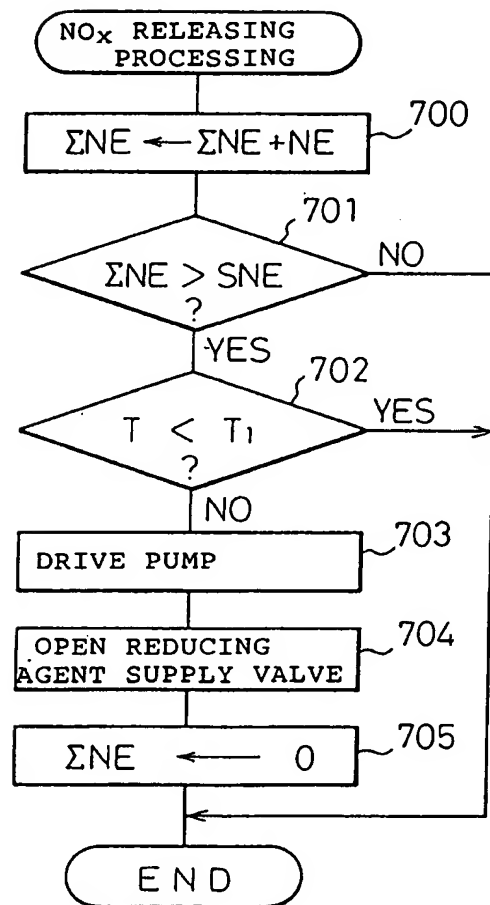 NOx RELEASING
PROCESSING
700
ΣNE ← ΣNE + NE
701
ΣNE > SNE
?
NO
YES
702
T < T1
?
YES
NO
703
DRIVE PUMP
704
OPEN REDUCING
AGENT SUPPLY VALVE
705
ΣNE ← 0
END